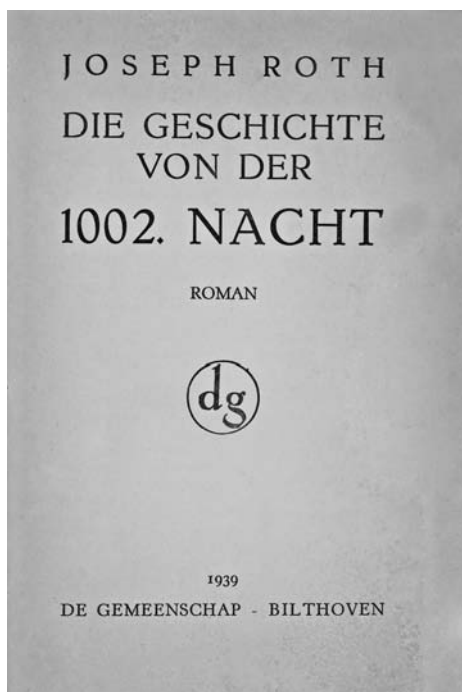 JOSEPH ROTH
DIE GESCHICHTE
VON DER
1002. NACHT
ROMAN
dg
1939
DE GEMEENSCHAP - BILTHOVEN